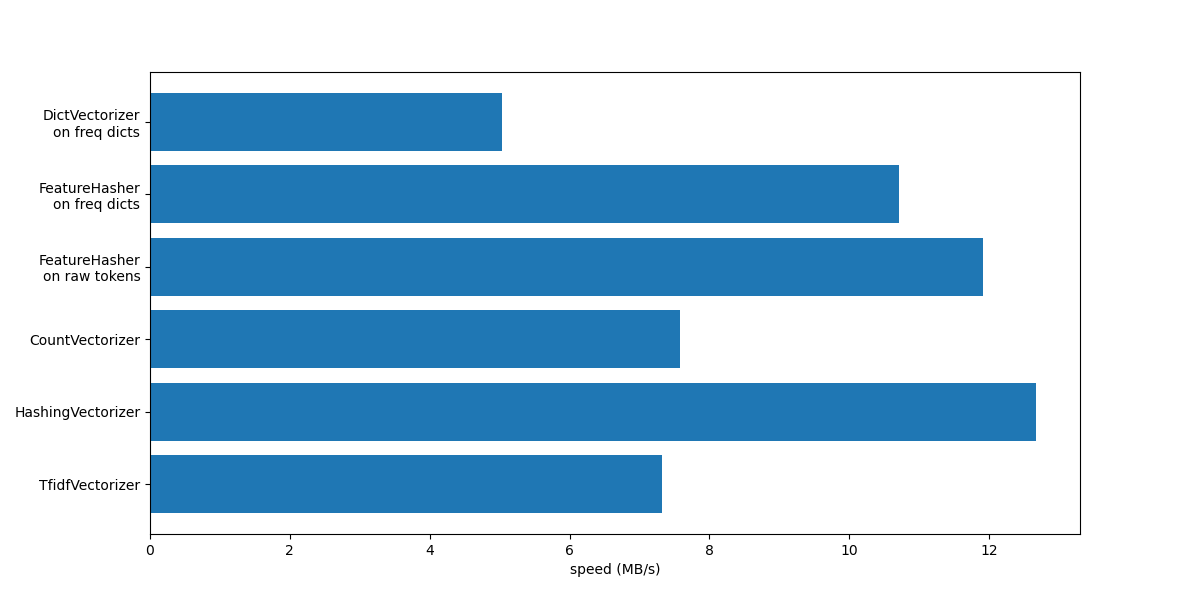 DictVectorizer
on freq dicts
FeatureHasher
on freq dicts
FeatureHasher
on raw tokens
CountVectorizer
HashingVectorizer
TfidfVectorizer
0 2 4 6 8 10 12
speed (MB/s)